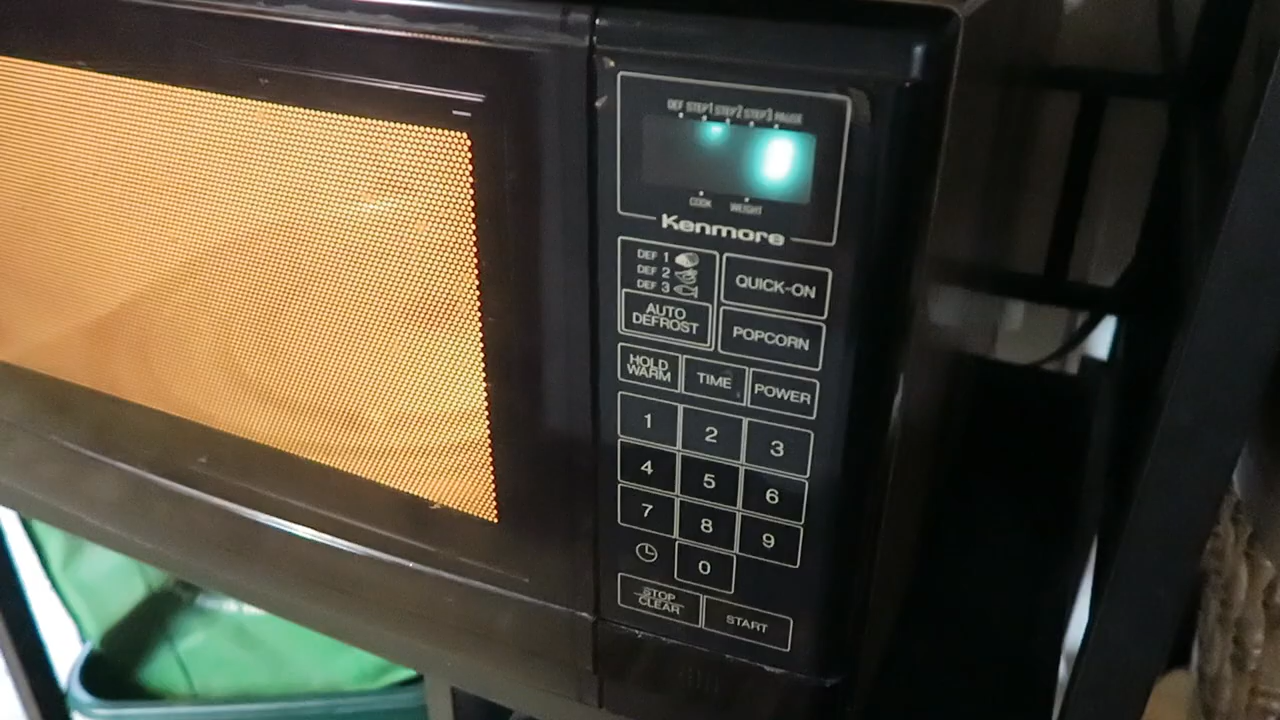 DEF STEP1 STEP2 STEP3 PAUSE
COOK WEIGHT
Kenmore
DEF 1
DEF 2
DEF 3
AUTO DEFROST
QUICK-ON
POPCORN
HOLD WARM
TIME
POWER
1 2 3
4 5 6
7 8 9
0
STOP CLEAR
START